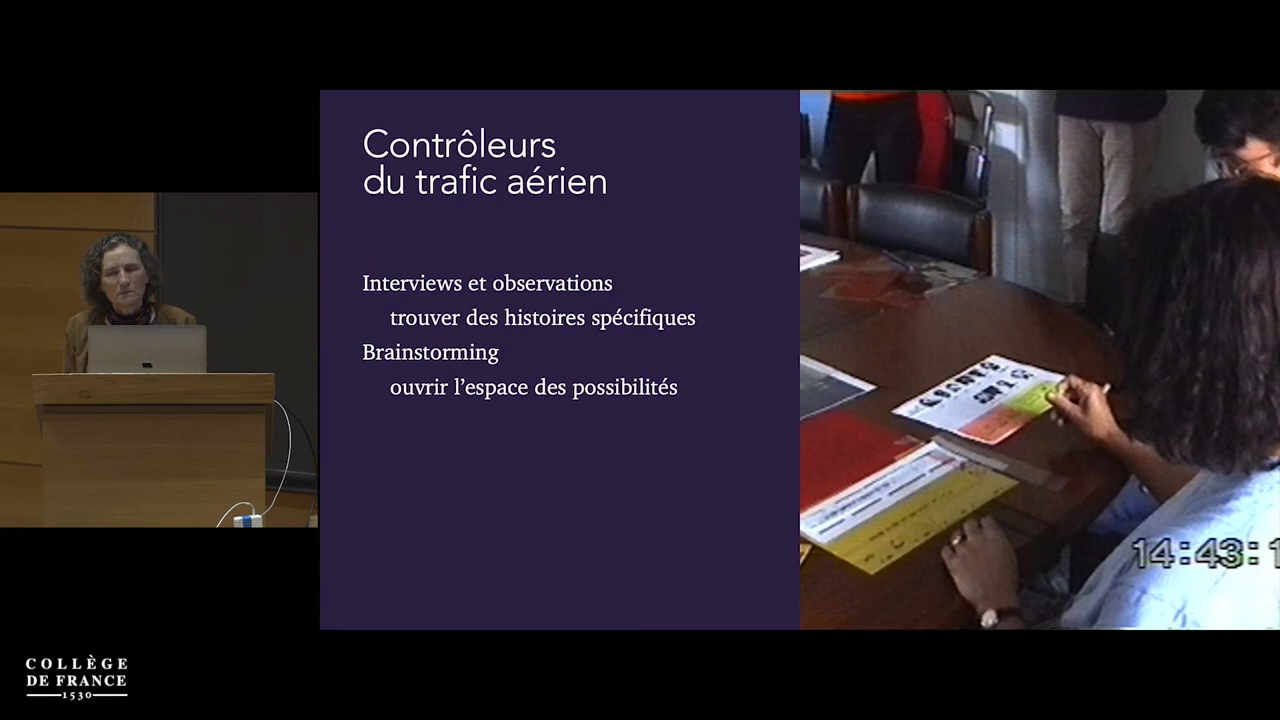 Contrôleurs
du trafic aérien
Interviews et observations
trouver des histoires spécifiques
Brainstorming
ouvrir l'espace des possibilités
14:43:1
COLLÈGE
DE FRANCE
1530